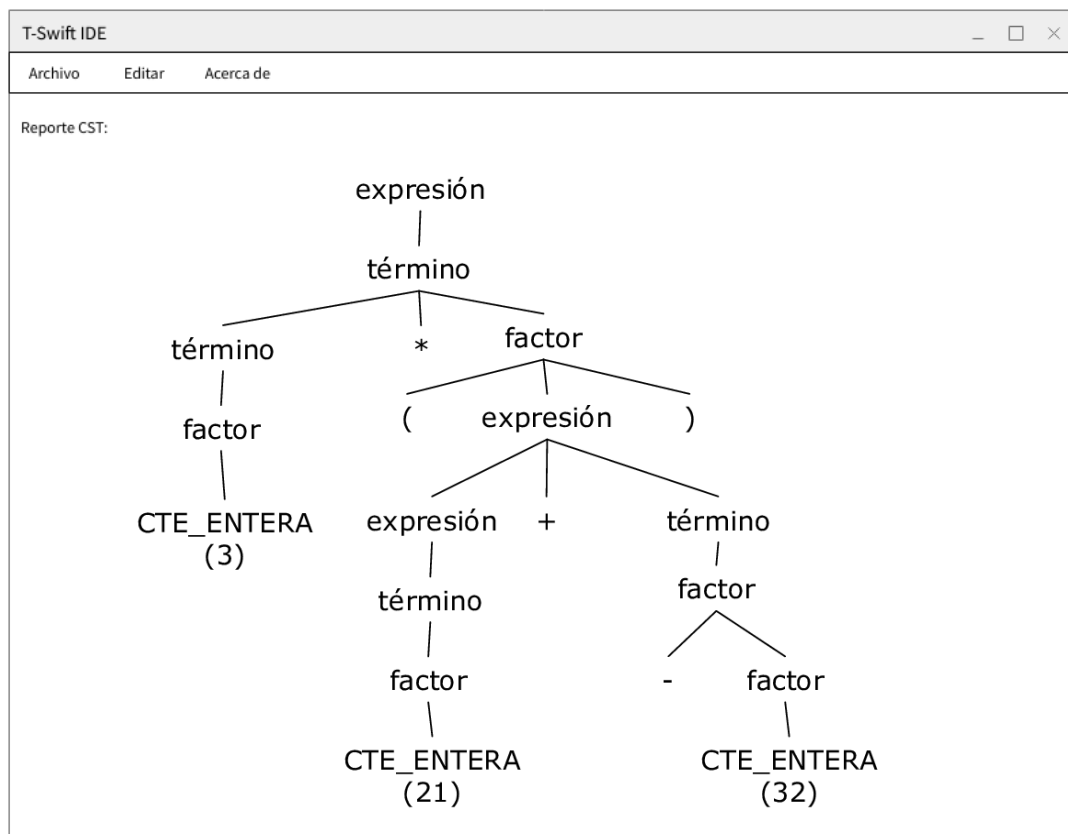 T-Swift IDE
Archivo Editar Acerca de
Reporte CST:
expresión
término
término * factor
( expresión )
factor
CTE_ENTERA
(3)
expresión + término
término
factor
factor
- factor
CTE_ENTERA
(21)
CTE_ENTERA
(32)